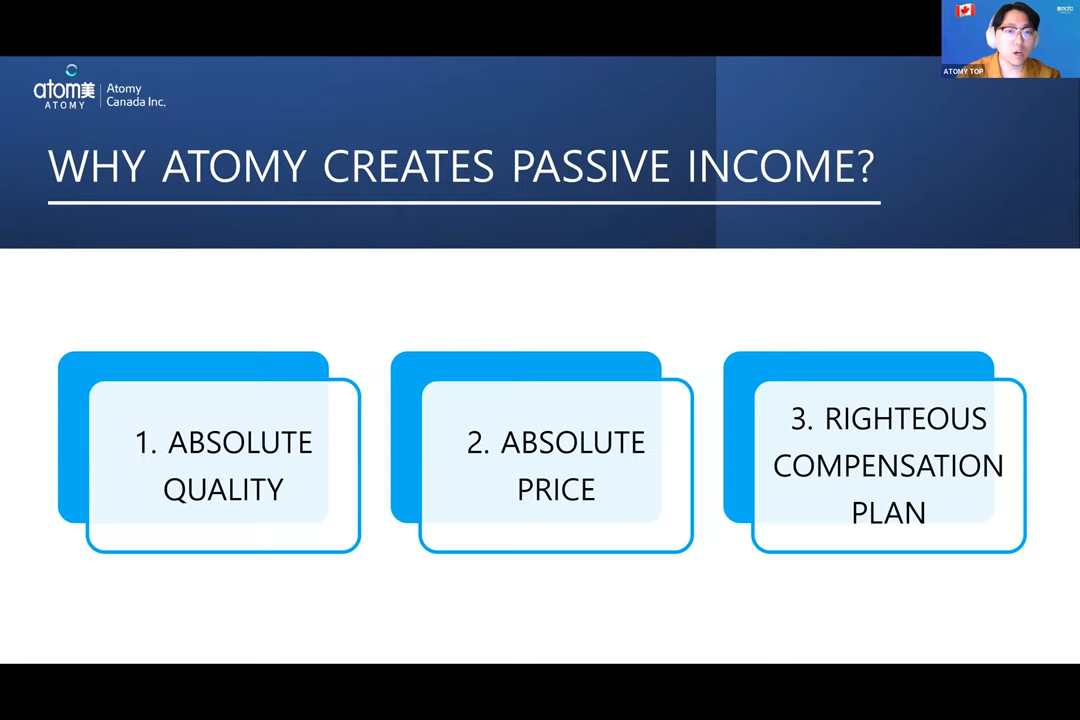 atom美
ATOMY
Atomy
Canada Inc.
ATOMY TOP
WHY ATOMY CREATES PASSIVE INCOME?
1. ABSOLUTE
QUALITY
2. ABSOLUTE
PRICE
3. RIGHTEOUS
COMPENSATION
PLAN